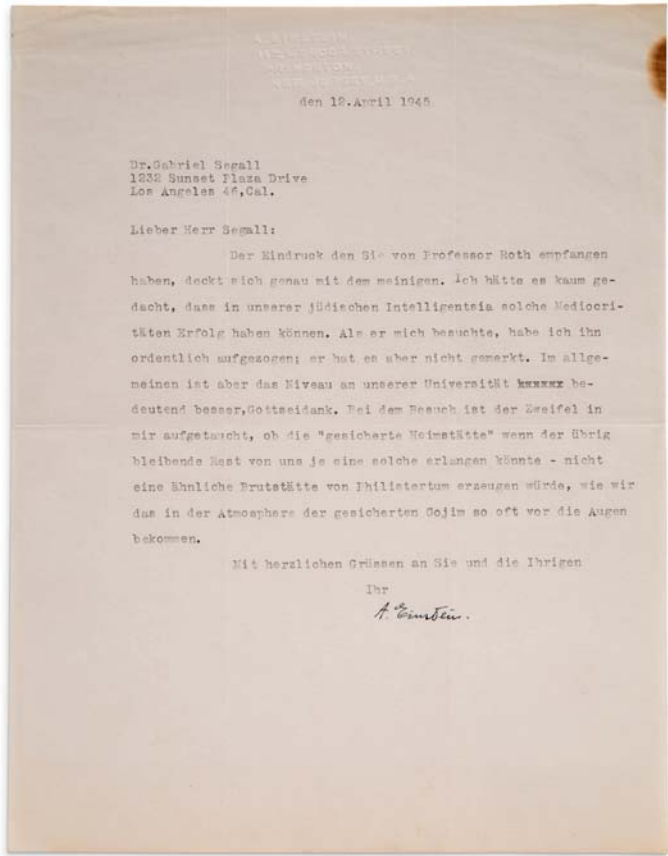 A. EINSTEIN
PRINCETON
den 12.April 1945
Dr.Gabriel Segall
1232 Sunset Plaza Drive
Los Angeles 46,Cal.
Lieber Herr Segall:
Der Eindruck den Sie von Professor Roth empfangen
haben, deckt sich genau mit dem meinigen. Ich hätte es kaum ge-
dacht, dass in unserer jüdischen Intelligentsia solche Mediocri-
täten Erfolg haben können. Als er mich besuchte, habe ich ihn
ordentlich aufgezogen; er hat es aber nicht gemerkt. Im allge-
meinen ist aber das Niveau an unserer Universität be-
deutend besser,Gottseidank. Bei dem Besuch ist der Zweifel in
mir aufgetaucht, ob die "gesicherte Heimstätte" wenn der übrig
bleibende Rest von uns je eine solche erlangen könnte - nicht
eine ähnliche Brutstätte von Philistertum erzeugen würde, wie wir
das in der Atmosphere der gesicherten Gojim so oft vor die Augen
bekommen.
Mit herzlichen Grüssen an Sie und die Ihrigen
Ihr
A. Einstein.